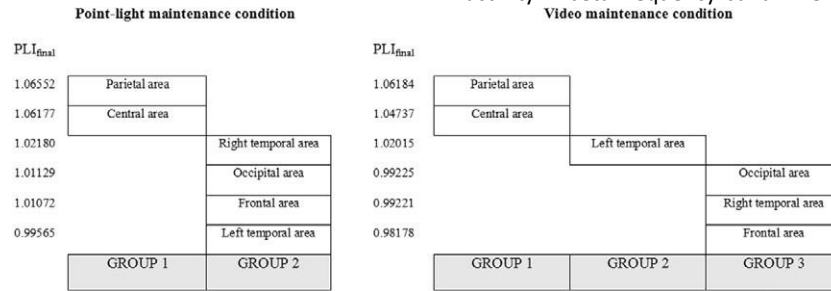 Point-light maintenance condition
Video maintenance condition
PLIfinal
PLIfinal
1.06552 Parietal area
1.06184 Parietal area
1.06177 Central area
1.04737 Central area
1.02180 Right temporal area
1.02015 Left temporal area
1.01129 Occipital area
0.99225 Occipital area
1.01072 Frontal area
0.99221 Right temporal area
0.99565 Left temporal area
0.98178 Frontal area
GROUP 1 GROUP 2
GROUP 1 GROUP 2 GROUP 3